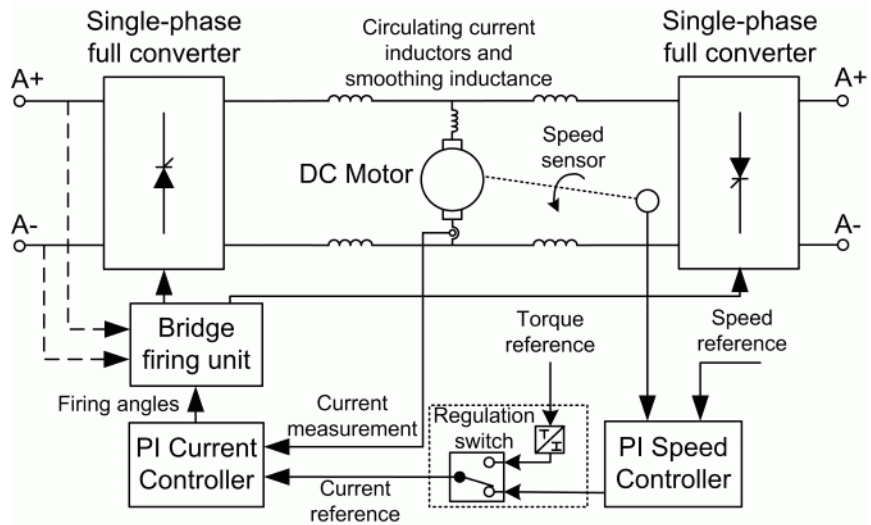 Single-phase
full converter
Circulating current
inductors and
smoothing inductance
Single-phase
full converter
A+
A+
DC Motor
Speed
sensor
A-
A-
Bridge
firing unit
Torque
reference
Speed
reference
Firing angles
Current
measurement
Regulation
switch
T
I
PI Current
Controller
PI Speed
Controller
Current
reference